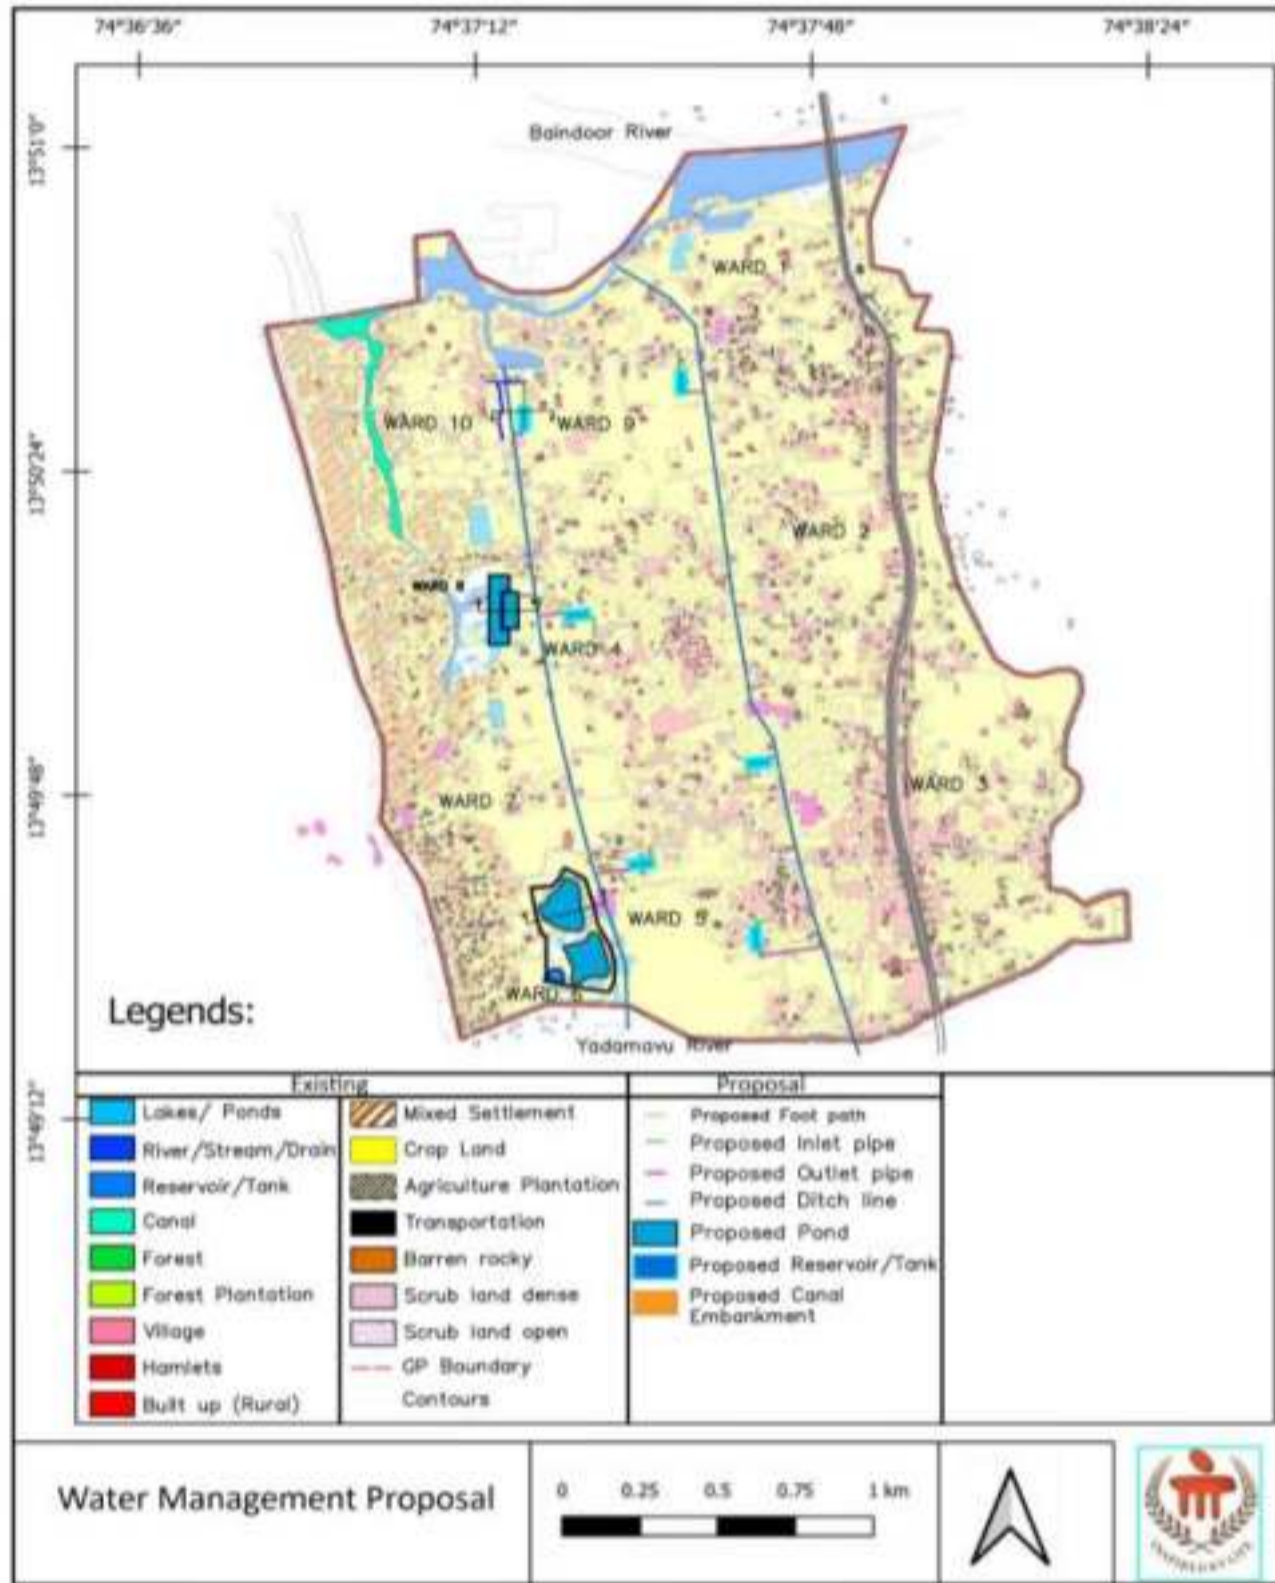 74°36'36"
74°37'12"
74°37'48"
74°38'24"
13°51'0"
13°50'24"
13°49'48"
13°49'12"
Baindoor River
WARD 1
WARD 10
WARD 9
WARD 2
WARD 8
WARD 4
WARD 7
WARD 3
WARD 5
WARD 6
Yadamavu River
Legends:
Existing
Proposal
Lakes/ Ponds
River/Stream/Drain
Reservoir/Tank
Canal
Forest
Forest Plantation
Village
Hamlets
Built up (Rural)
Mixed Settlement
Crop Land
Agriculture Plantation
Transportation
Barren rocky
Scrub land dense
Scrub land open
GP Boundary
Contours
Proposed Foot path
Proposed Inlet pipe
Proposed Outlet pipe
Proposed Ditch line
Proposed Pond
Proposed Reservoir/Tank
Proposed Canal
Embankment
Water Management Proposal
0 0.25 0.5 0.75 1 km
INSPIRED BY LIFE